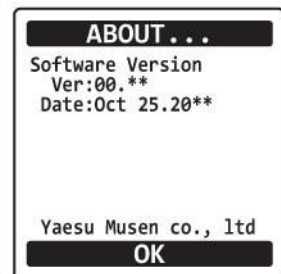 ABOUT...
Software Version
Ver:00.**
Date:Oct 25.20**
Yaesu Musen co., ltd
OK